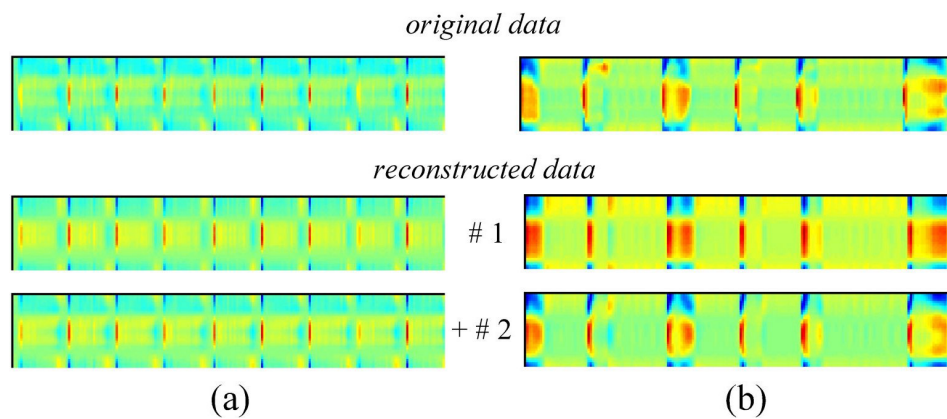 original data
reconstructed data
# 1
+ # 2
(a)
(b)